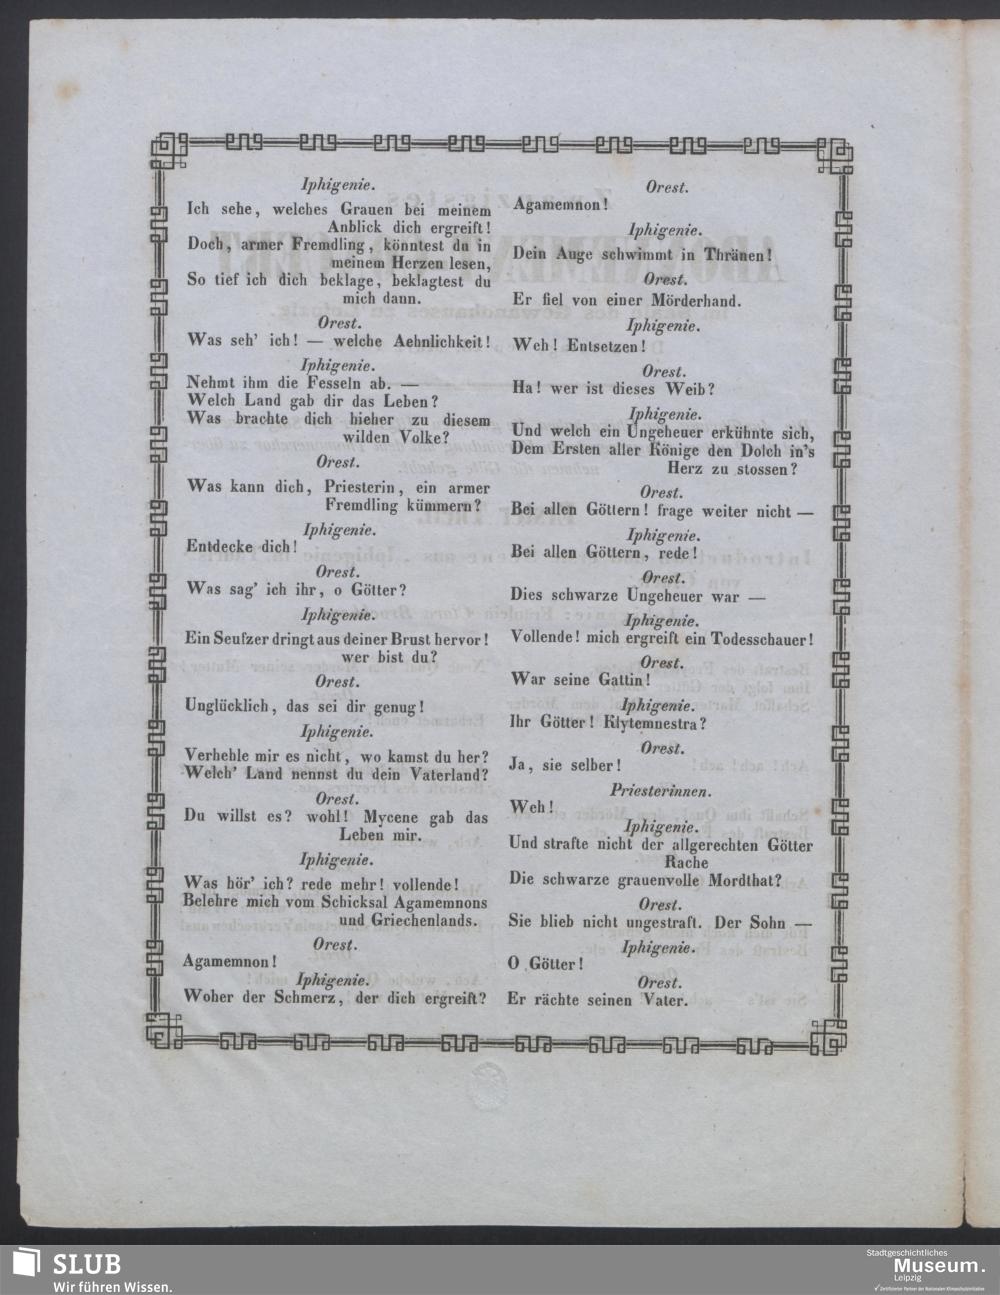 Iphigenie.
Ich sehe, welches Grauen bei meinem
Anblick dich ergreift!
Doch, armer Fremdling, könntest du in
meinem Herzen lesen,
So tief ich dich beklage, beklagtest du
mich dann.
Orest.
Was seh' ich! — welche Aehnlichkeit!
Iphigenie.
Nehmt ihm die Fesseln ab. —
Welch Land gab dir das Leben?
Was brachte dich hieher zu diesem
wilden Volke?
Orest.
Was kann dich, Priesterin, ein armer
Fremdling kümmern?
Iphigenie.
Entdecke dich!
Orest.
Was sag' ich ihr, o Götter?
Iphigenie.
Ein Seufzer dringt aus deiner Brust hervor!
wer bist du?
Orest.
Unglücklich, das sei dir genug!
Iphigenie.
Verhehle mir es nicht, wo kamst du her?
Welch' Land nennst du dein Vaterland?
Orest.
Du willst es? wohl! Mycene gab das
Leben mir.
Iphigenie.
Was hör' ich? rede mehr! vollende!
Belehre mich vom Schicksal Agamemnons
und Griechenlands.
Orest.
Agamemnon!
Iphigenie.
Woher der Schmerz, der dich ergreift?
Orest.
Agamemnon!
Iphigenie.
Dein Auge schwimmt in Thränen!
Orest.
Er fiel von einer Mörderhand.
Iphigenie.
Weh! Entsetzen!
Orest.
Ha! wer ist dieses Weib?
Iphigenie.
Und welch ein Ungeheuer erkühnte sich,
Dem Ersten aller Könige den Dolch in's
Herz zu stossen?
Orest.
Bei allen Göttern! frage weiter nicht —
Iphigenie.
Bei allen Göttern, rede!
Orest.
Dies schwarze Ungeheuer war —
Iphigenie.
Vollende! mich ergreift ein Todesschauer!
Orest.
War seine Gattin!
Iphigenie.
Ihr Götter! Klytemnestra?
Orest.
Ja, sie selber!
Priesterinnen.
Weh!
Iphigenie.
Und strafte nicht der allgerechten Götter
Rache
Die schwarze grauenvolle Mordthat?
Orest.
Sie blieb nicht ungestraft. Der Sohn —
Iphigenie.
O Götter!
Orest.
Er rächte seinen Vater.
SLUB
Wir führen Wissen.
Stadtgeschichtliches
Museum.
Leipzig
Zertifizierter Partner der Nationalen Klimaschutzinitiative